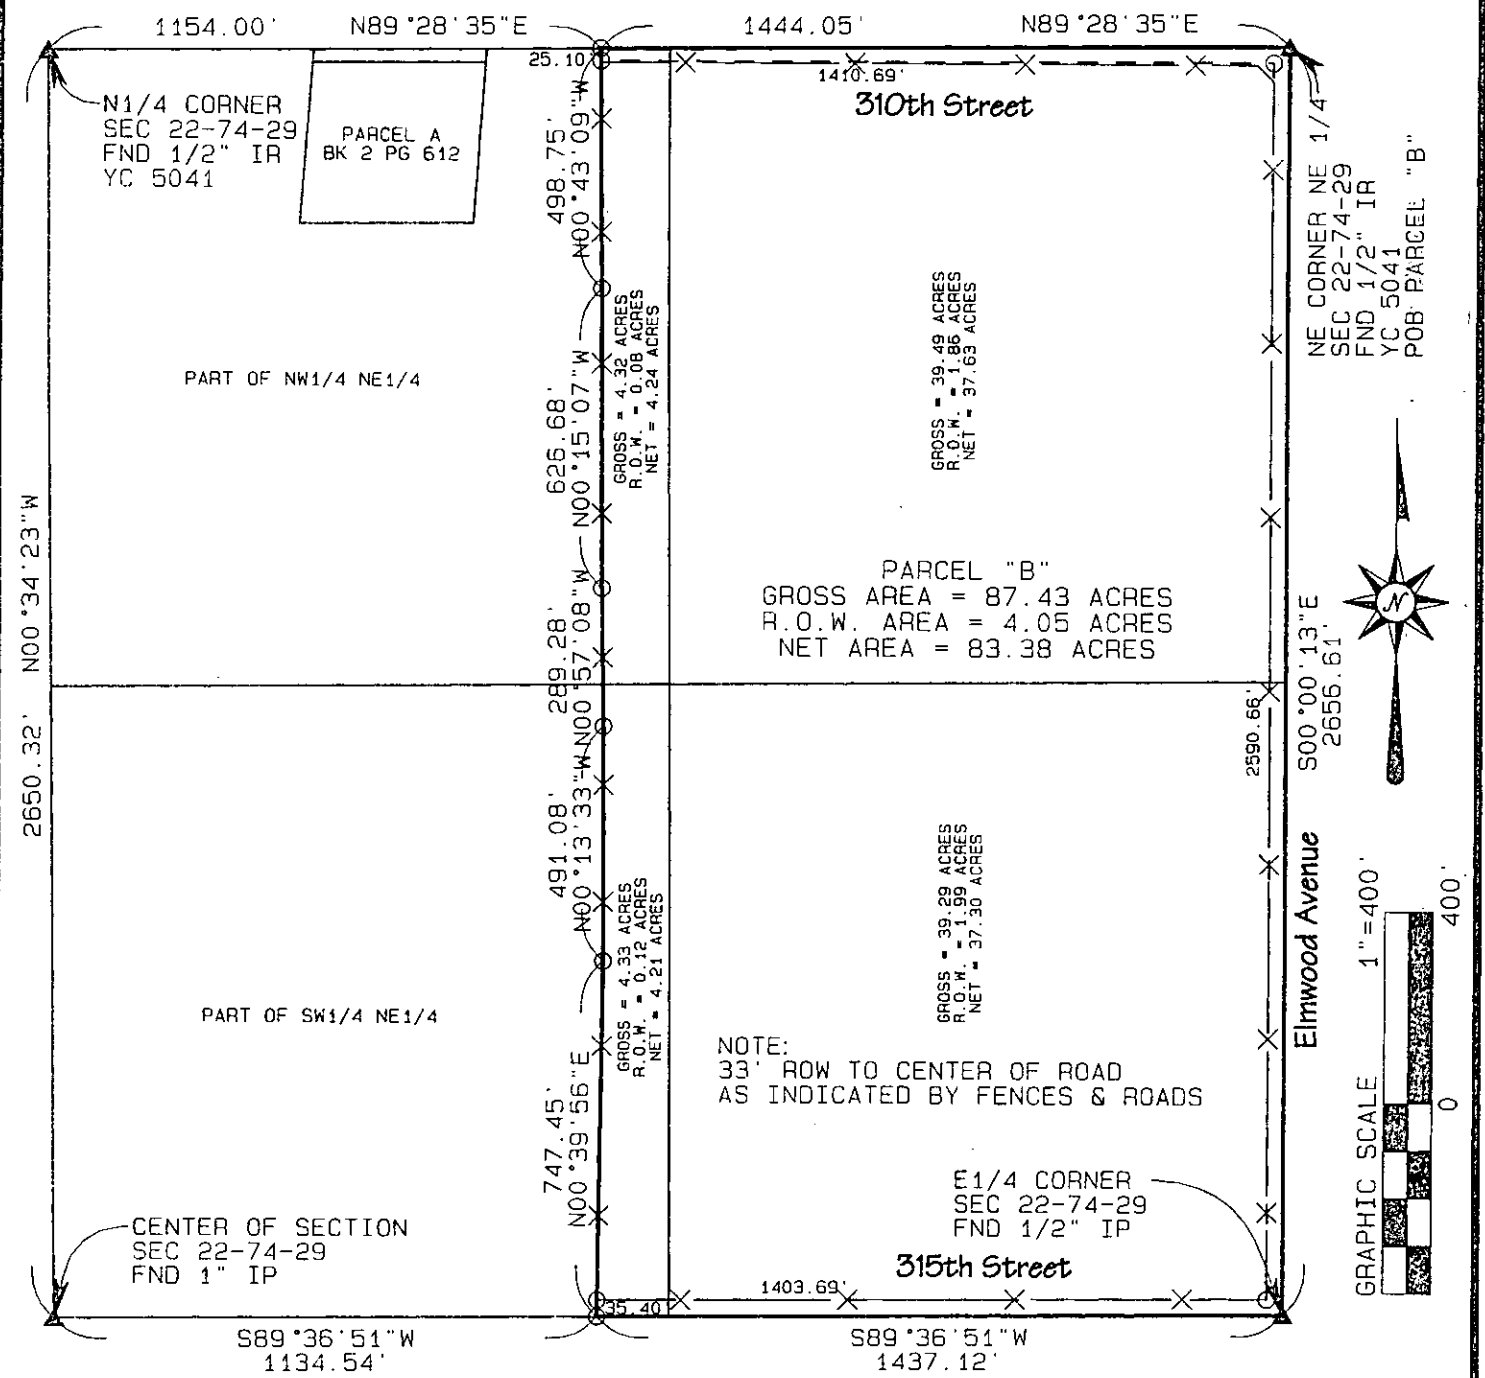 1154.00' N89°28'35"E 1444.05' N89°28'35"E
25.10
1410.69'
310th Street
N1/4 CORNER
SEC 22-74-29
FND 1/2" IR
YC 5041
PARCEL A
BK 2 PG 612
498.75'
N00°43'09"W
NE CORNER NE 1/4
SEC 22-74-29
FND 1/2" IR
YC 5041
POB PARCEL "B"
PART OF NW1/4 NE1/4
626.68'
N00°15'07"W
GROSS = 4.32 ACRES
R.O.W. = 0.08 ACRES
NET = 4.24 ACRES
GROSS = 39.49 ACRES
R.O.W. = 1.86 ACRES
NET = 37.63 ACRES
N00°34'23"W
2650.32'
289.28'
N00°57'08"W
PARCEL "B"
GROSS AREA = 87.43 ACRES
R.O.W. AREA = 4.05 ACRES
NET AREA = 83.38 ACRES
N
S00°00'13"E
2656.61'
2590.66'
491.08'
N00°13'33"W
Elmwood Avenue
GROSS = 4.33 ACRES
R.O.W. = 0.12 ACRES
NET = 4.21 ACRES
GROSS = 39.29 ACRES
R.O.W. = 1.99 ACRES
NET = 37.30 ACRES
PART OF SW1/4 NE1/4
NOTE:
33' ROW TO CENTER OF ROAD
AS INDICATED BY FENCES & ROADS
747.45'
N00°39'56"E
GRAPHIC SCALE 1"=400'
0 400'
CENTER OF SECTION
SEC 22-74-29
FND 1" IP
E1/4 CORNER
SEC 22-74-29
FND 1/2" IP
315th Street
1403.69'
35.40
S89°36'51"W
1134.54'
S89°36'51"W
1437.12'